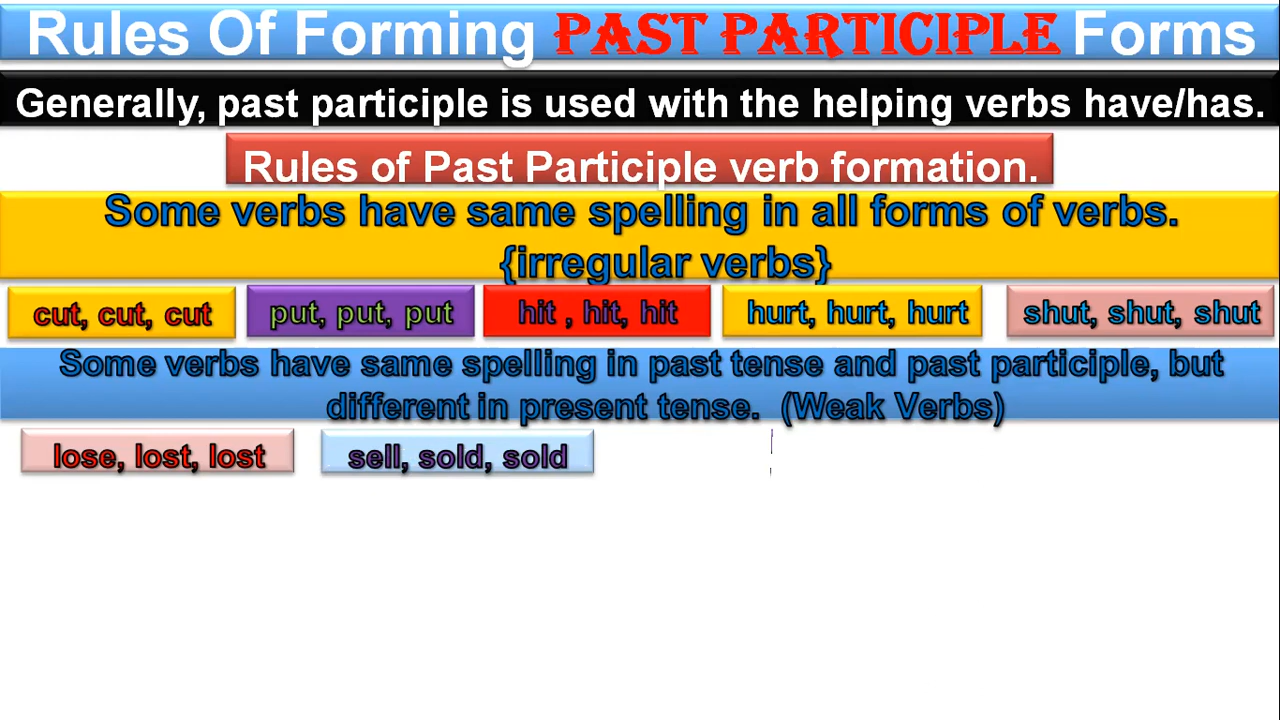 Rules Of Forming PAST PARTICIPLE Forms
Generally, past participle is used with the helping verbs have/has.
Rules of Past Participle verb formation.
Some verbs have same spelling in all forms of verbs.
{irregular verbs}
cut, cut, cut put, put, put hit , hit, hit hurt, hurt, hurt shut, shut, shut
Some verbs have same spelling in past tense and past participle, but
different in present tense. (Weak Verbs)
lose, lost, lost sell, sold, sold